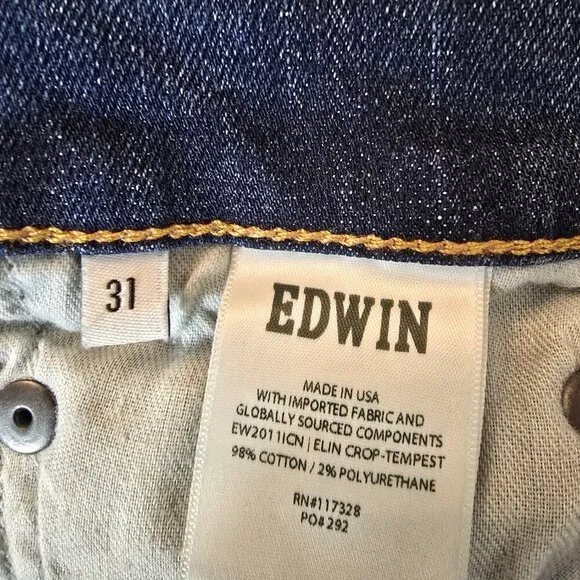 31
EDWIN
MADE IN USA
WITH IMPORTED FABRIC AND
GLOBALLY SOURCED COMPONENTS
EW2011ICN | ELIN CROP-TEMPEST
98% COTTON / 2% POLYURETHANE
RN#117328
PO#292